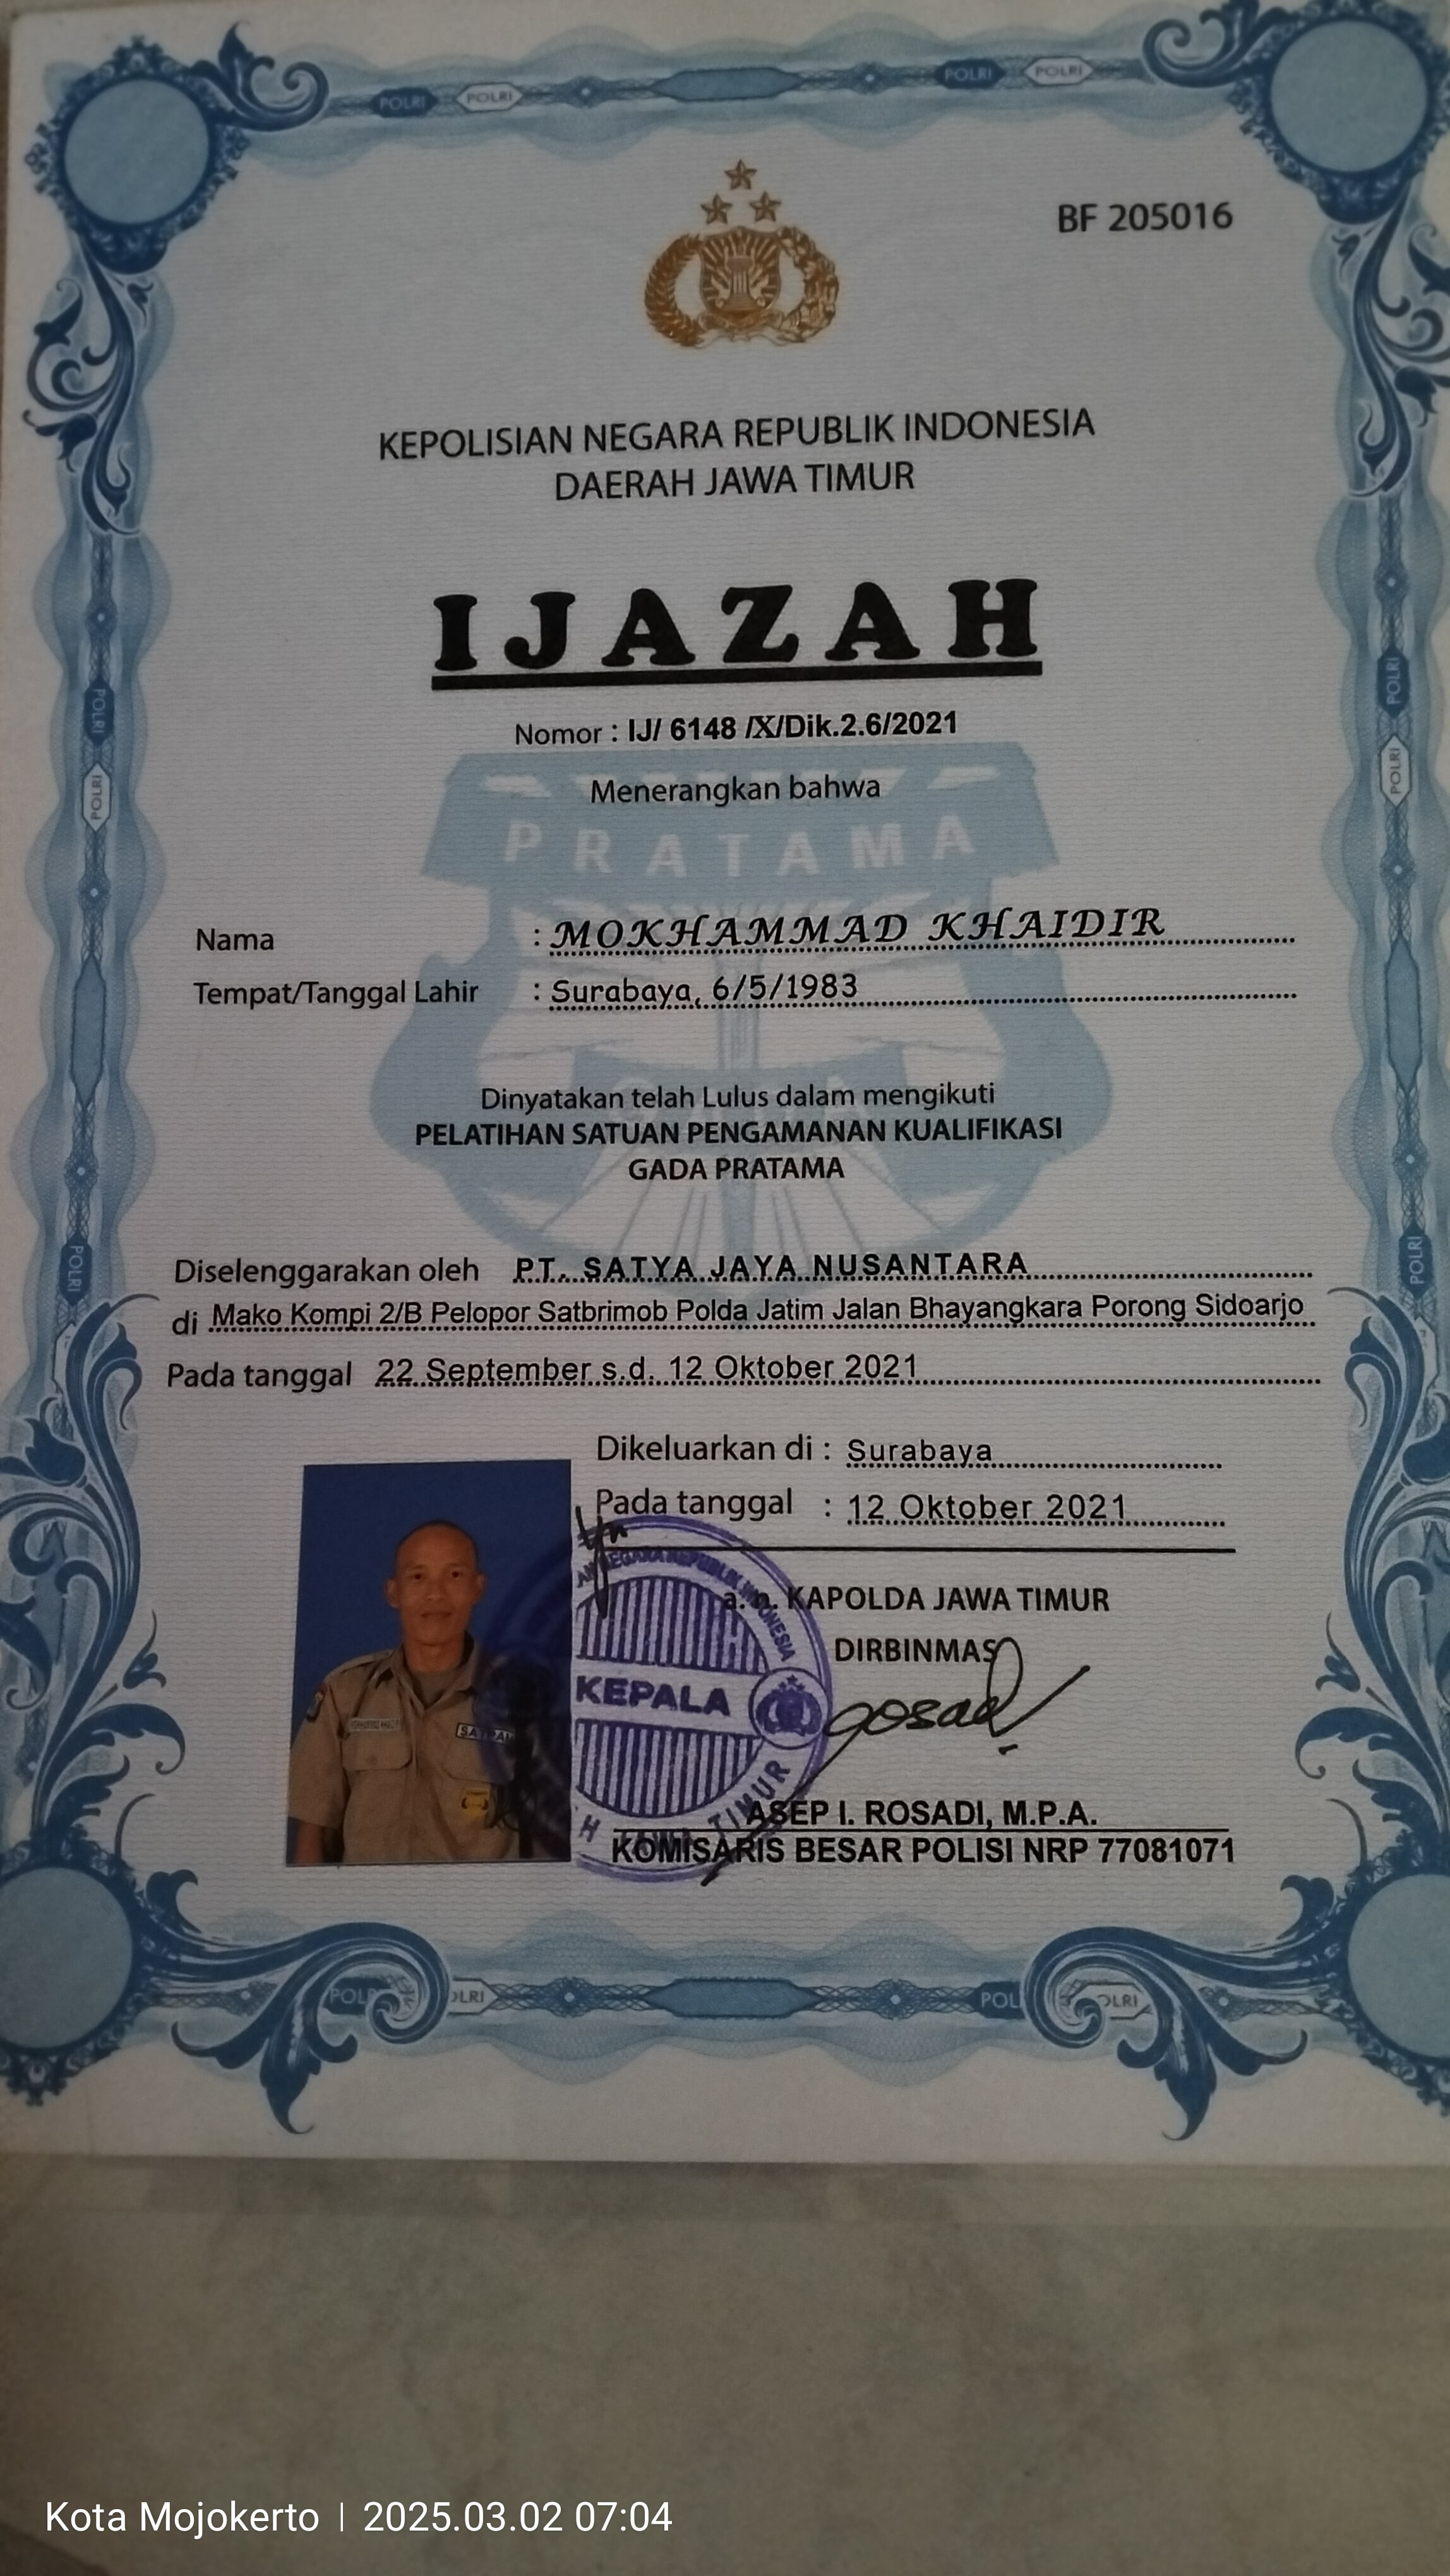 POLRI POLRI POLRI POLRI
BF 205016
KEPOLISIAN NEGARA REPUBLIK INDONESIA
DAERAH JAWA TIMUR
IJAZAH
Nomor : IJ/ 6148 /X/Dik.2.6/2021
Menerangkan bahwa
PRATAMA
Nama : MOKHAMMAD KHAIDIR
Tempat/Tanggal Lahir : Surabaya, 6/5/1983
Dinyatakan telah Lulus dalam mengikuti
PELATIHAN SATUAN PENGAMANAN KUALIFIKASI
GADA PRATAMA
Diselenggarakan oleh PT. SATYA JAYA NUSANTARA
di Mako Kompi 2/B Pelopor Satbrimob Polda Jatim Jalan Bhayangkara Porong Sidoarjo
Pada tanggal 22 September s.d. 12 Oktober 2021
Dikeluarkan di : Surabaya
Pada tanggal : 12 Oktober 2021
a. n. KAPOLDA JAWA TIMUR
DIRBINMAS
NEGARA REPUBLIK INDONESIA
KEPALA
TIMUR
SATPAM
ASEP I. ROSADI, M.P.A.
KOMISARIS BESAR POLISI NRP 77081071
POLRI POLRI POLRI POLRI
Kota Mojokerto | 2025.03.02 07:04